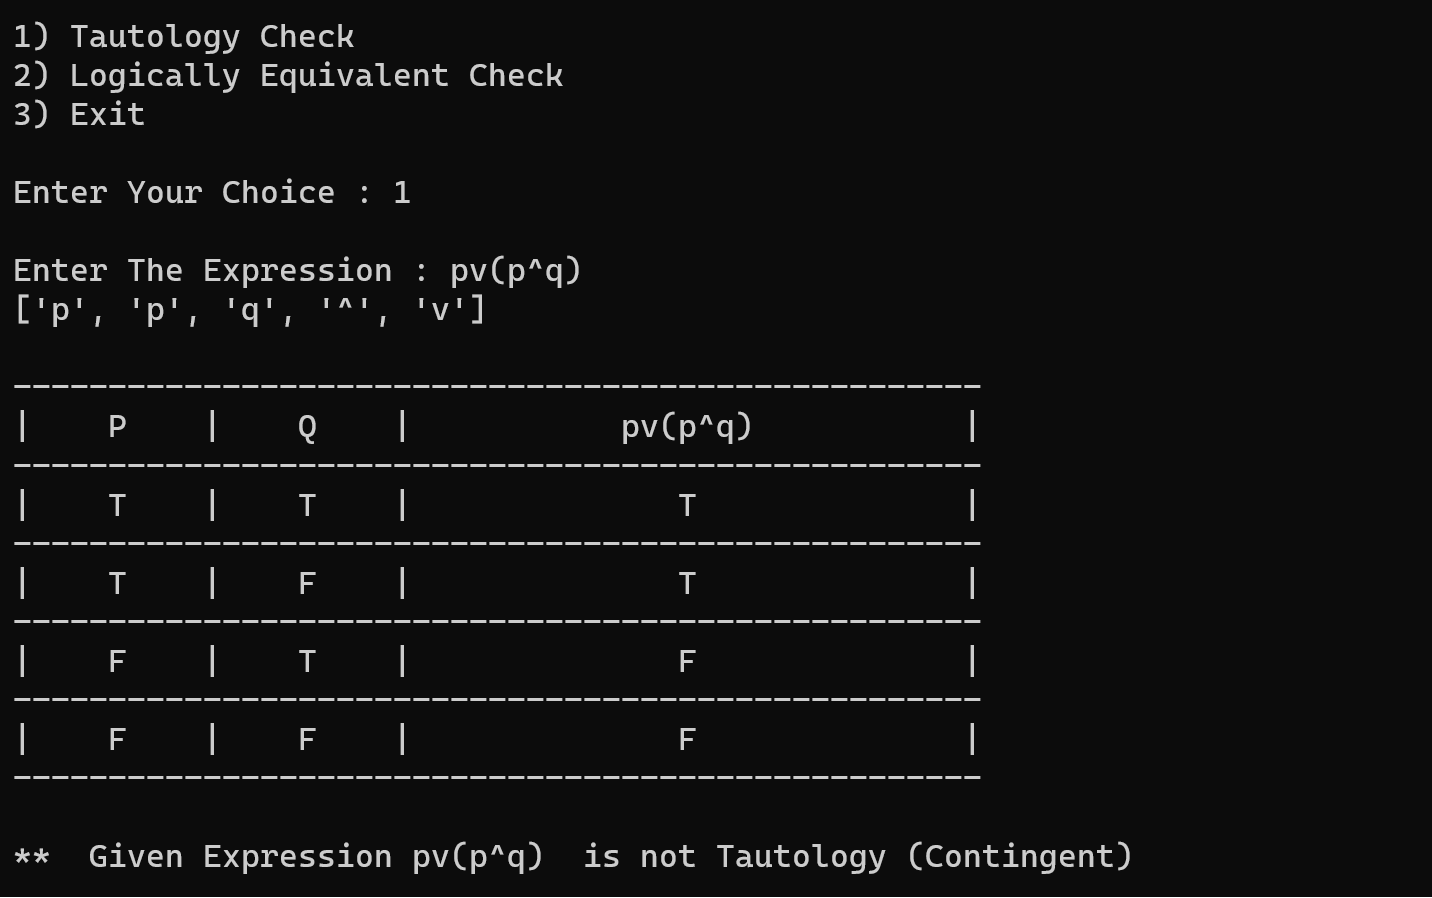 1) Tautology Check
2) Logically Equivalent Check
3) Exit
Enter Your Choice : 1
Enter The Expression : pv(p^q)
['p', 'p', 'q', '^', 'v']
---------------------------------------------------
|    P    |    Q    |           pv(p^q)           |
---------------------------------------------------
|    T    |    T    |              T              |
---------------------------------------------------
|    T    |    F    |              T              |
---------------------------------------------------
|    F    |    T    |              F              |
---------------------------------------------------
|    F    |    F    |              F              |
---------------------------------------------------
**  Given Expression pv(p^q)  is not Tautology (Contingent)